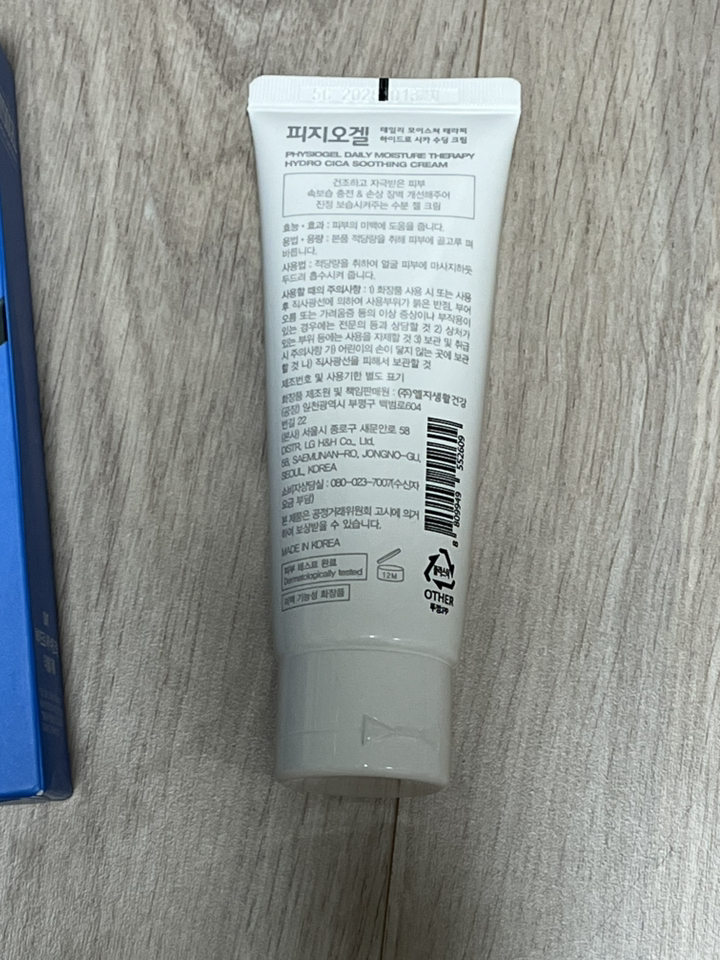 피지오겔 데일리 모이스쳐 테라피
하이드로 시카 수딩 크림
PHYSIOGEL DAILY MOISTURE THERAPY
HYDRO CICA SOOTHING CREAM
건조하고 자극받은 피부
속보습 충전 & 손상 장벽 개선해주어
진정 보습시켜주는 수분 젤 크림
효능·효과 : 피부의 미백에 도움을 줍니다.
용법·용량 : 본품 적당량을 취해 피부에 골고루 펴
바릅니다.
사용법 : 적당량을 취하여 얼굴 피부에 마사지하듯
두드려 흡수시켜 줍니다.
사용할 때의 주의사항 : 1) 화장품 사용 시 또는 사용
후 직사광선에 의하여 사용부위가 붉은 반점, 부어
오름 또는 가려움증 등의 이상 증상이나 부작용이
있는 경우에는 전문의 등과 상담할 것 2) 상처가
있는 부위 등에는 사용을 자제할 것 3) 보관 및 취급
시 주의사항 가) 어린이의 손이 닿지 않는 곳에 보관
할 것 나) 직사광선을 피해서 보관할 것
제조번호 및 사용기한 별도 표기
화장품 제조원 및 책임판매원 : (주)엘지생활건강
(공장) 인천광역시 부평구 백범로604
번길 22
(본사) 서울시 종로구 새문안로 58
DISTR. LG H&H Co., Ltd.
58, SAEMUNAN-RO, JONGNO-GU,
SEOUL, KOREA
소비자상담실 : 080-023-7007(수신자
요금 부담)
본 제품은 공정거래위원회 고시에 의거
하여 보상받을 수 있습니다.
MADE IN KOREA
피부 테스트 완료
Dermatologically tested
미백 기능성 화장품
12M
8 809949 552609
OTHER